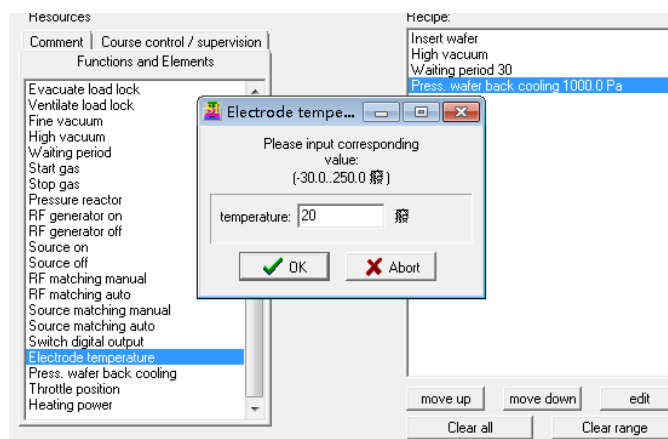 Resources
Recipe:
Comment
Course control / supervision
Functions and Elements
Evacuate load lock
Ventilate load lock
Fine vacuum
High vacuum
Waiting period
Start gas
Stop gas
Pressure reactor
RF generator on
RF generator off
Source on
Source off
RF matching manual
RF matching auto
Source matching manual
Source matching auto
Switch digital output
Electrode temperature
Press. wafer back cooling
Throttle position
Heating power
Insert wafer
High vacuum
Waiting period 30
Press. wafer back cooling 1000.0 Pa
Electrode tempe...
Please input corresponding
value:
(-30.0..250.0 癈)
temperature: 20 癈
OK
Abort
move up
move down
edit
Clear all
Clear range